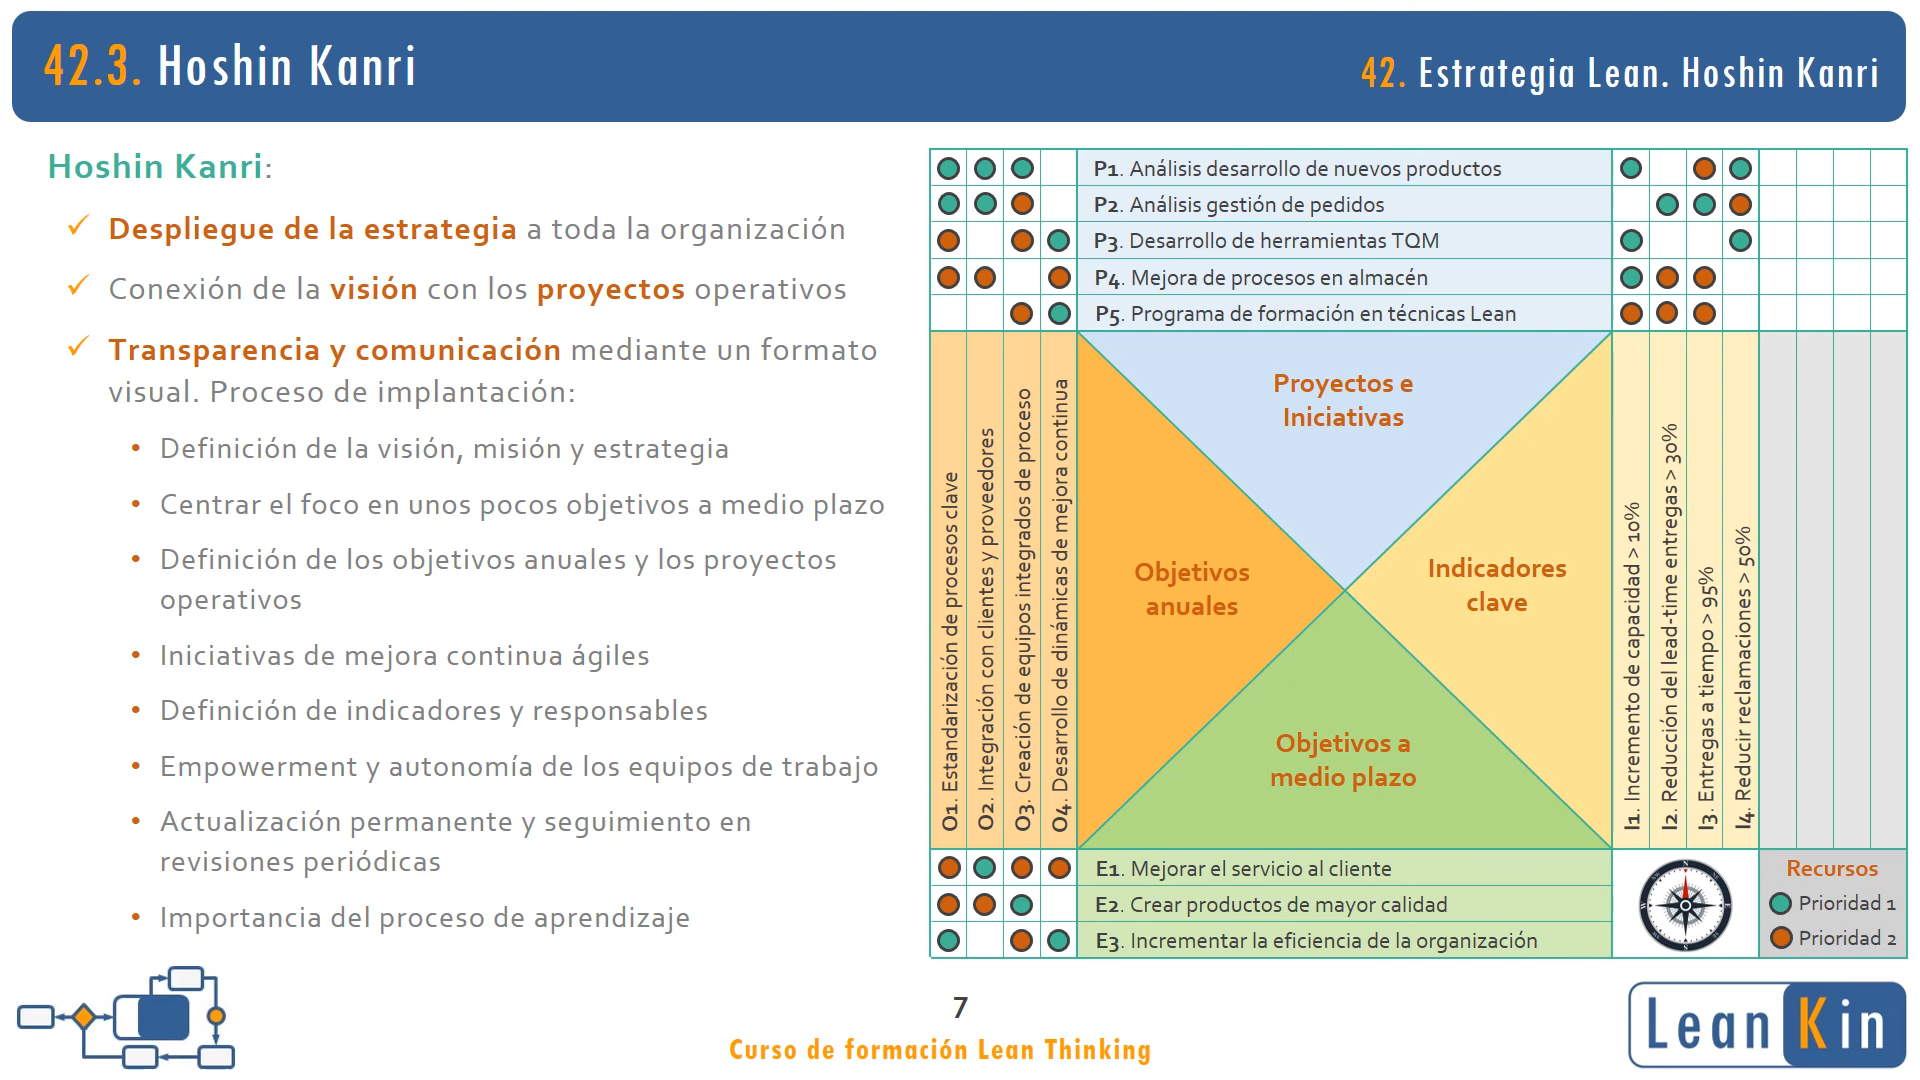 42.3. Hoshin Kanri
42. Estrategia Lean. Hoshin Kanri
Hoshin Kanri:
✓ Despliegue de la estrategia a toda la organización
✓ Conexión de la visión con los proyectos operativos
✓ Transparencia y comunicación mediante un formato
visual. Proceso de implantación:
• Definición de la visión, misión y estrategia
• Centrar el foco en unos pocos objetivos a medio plazo
• Definición de los objetivos anuales y los proyectos
operativos
• Iniciativas de mejora continua ágiles
• Definición de indicadores y responsables
• Empowerment y autonomía de los equipos de trabajo
• Actualización permanente y seguimiento en
revisiones periódicas
• Importancia del proceso de aprendizaje
P1. Análisis desarrollo de nuevos productos
P2. Análisis gestión de pedidos
P3. Desarrollo de herramientas TQM
P4. Mejora de procesos en almacén
P5. Programa de formación en técnicas Lean
O1. Estandarización de procesos clave
O2. Integración con clientes y proveedores
O3. Creación de equipos integrados de proceso
O4. Desarrollo de dinámicas de mejora continua
Proyectos e
Iniciativas
Objetivos
anuales
Indicadores
clave
Objetivos a
medio plazo
I1. Incremento de capacidad > 10%
I2. Reducción del lead-time entregas > 30%
I3. Entregas a tiempo > 95%
I4. Reducir reclamaciones > 50%
E1. Mejorar el servicio al cliente
E2. Crear productos de mayor calidad
E3. Incrementar la eficiencia de la organización
Recursos
Prioridad 1
Prioridad 2
7
Curso de formación Lean Thinking
LeanKin